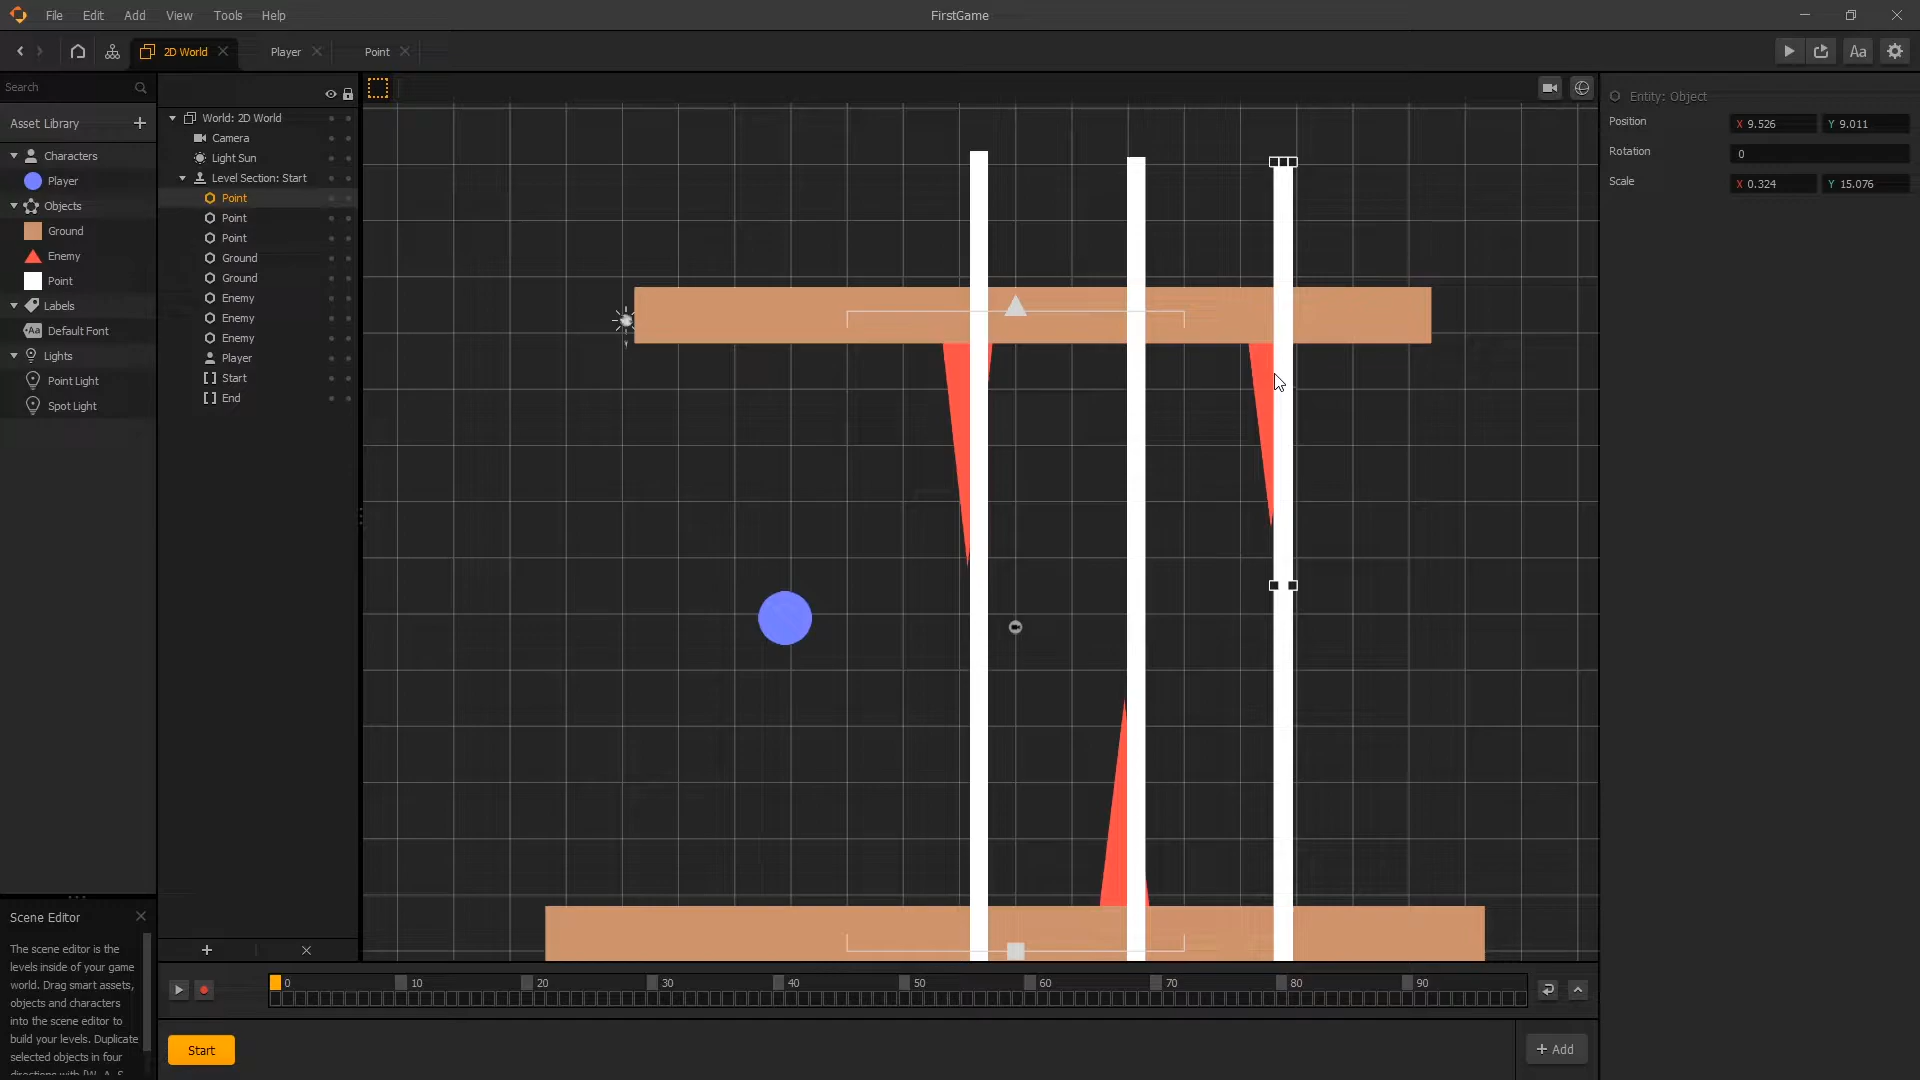 File Edit Add View Tools Help
FirstGame
2D World
Player
Point
Aa
Search
Asset Library
Characters
Player
Objects
Ground
Enemy
Point
Labels
Aa Default Font
Lights
Point Light
Spot Light
World: 2D World
Camera
Light Sun
Level Section: Start
Point
Point
Point
Ground
Ground
Enemy
Enemy
Enemy
Player
Start
End
Entity: Object
Position X 9.526 Y 9.011
Rotation 0
Scale X 0.324 Y 15.076
Scene Editor
The scene editor is the
levels inside of your game
world. Drag smart assets,
objects and characters
into the scene editor to
build your levels. Duplicate
selected objects in four
directions with [W, A, S,
0 10 20 30 40 50 60 70 80 90
Start
+ Add